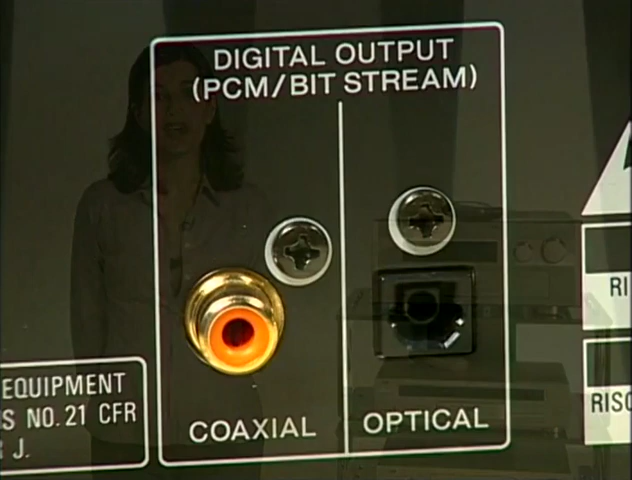 DIGITAL OUTPUT
(PCM/BIT STREAM)
COAXIAL
OPTICAL
EQUIPMENT
S NO. 21 CFR
J.
RI
RISC